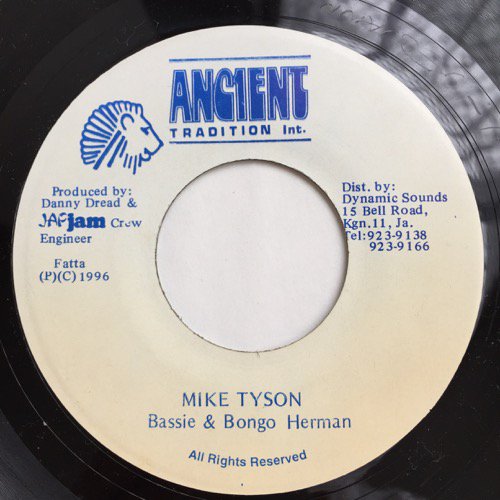 ANCIENT
TRADITION Int.
Produced by:
Danny Dread &
JAPjam Crew
Engineer
Fatta
(P)(C) 1996
Dist. by:
Dynamic Sounds
15 Bell Road,
Kgn.11, Ja.
Tel:923-9138
923-9166
MIKE TYSON
Bassie & Bongo Herman
All Rights Reserved